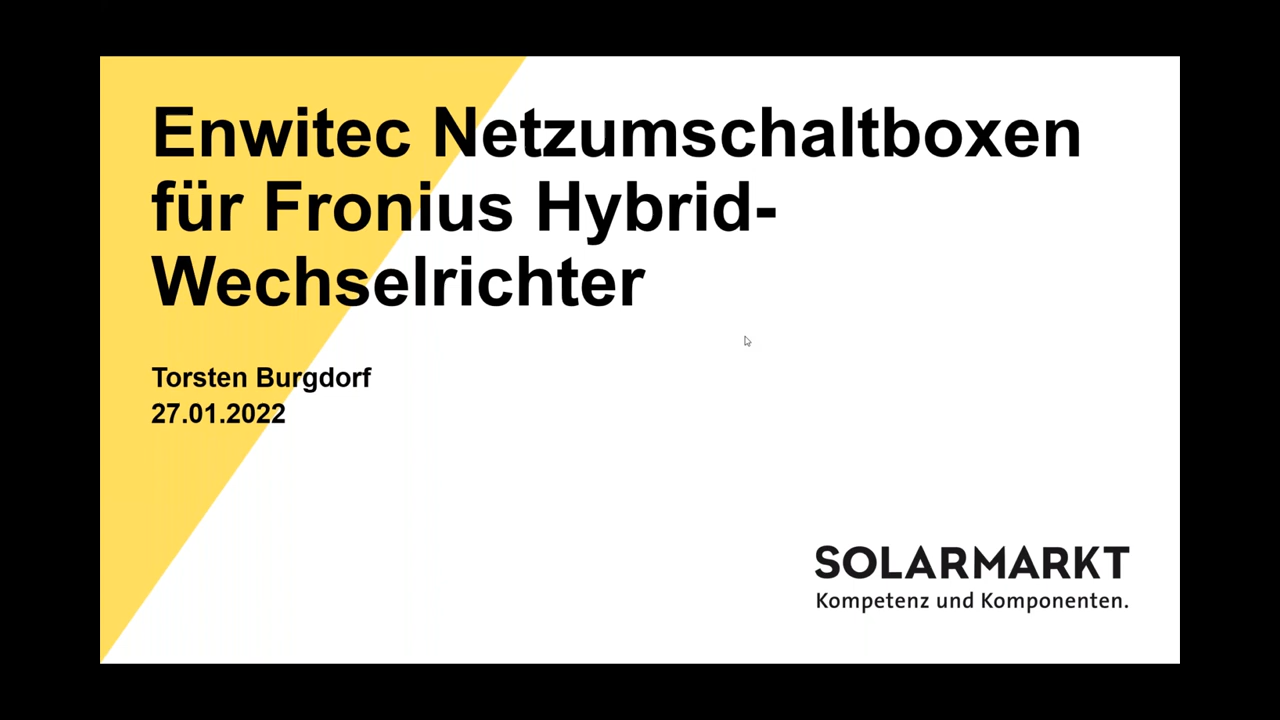 Enwitec Netzumschaltboxen
für Fronius Hybrid-
Wechselrichter
Torsten Burgdorf
27.01.2022
SOLARMARKT
Kompetenz und Komponenten.